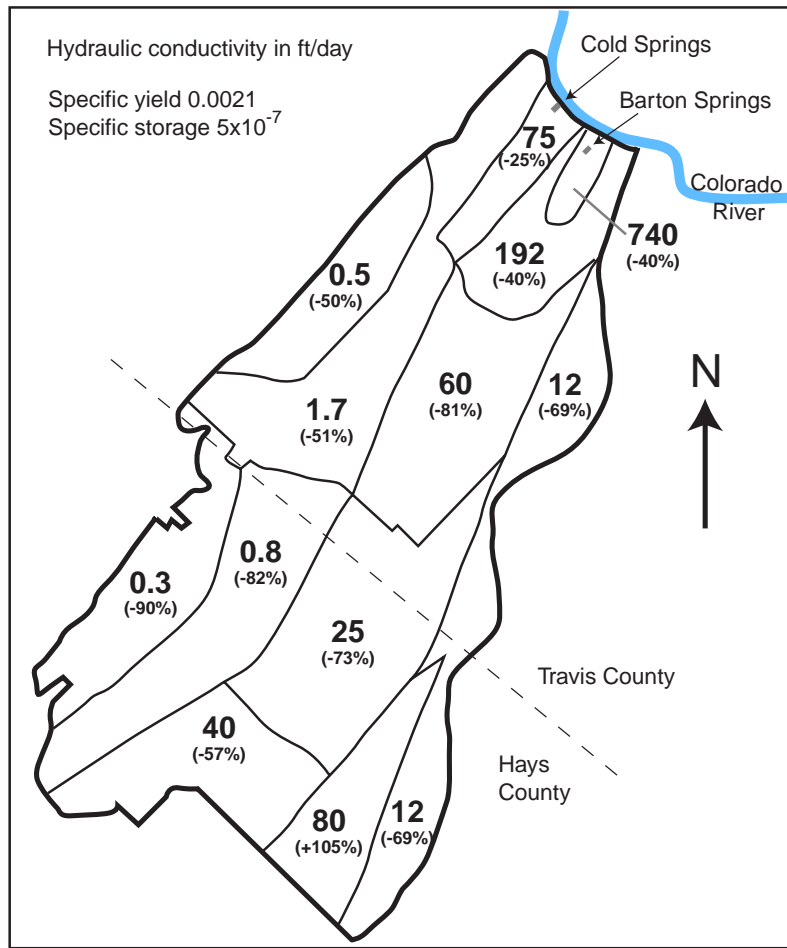 Hydraulic conductivity in ft/day
Specific yield 0.0021
Specific storage 5x10⁻⁷
Cold Springs
Barton Springs
75
(-25%)
Colorado
River
740
(-40%)
192
(-40%)
0.5
(-50%)
N
60
(-81%)
12
(-69%)
1.7
(-51%)
0.8
(-82%)
0.3
(-90%)
25
(-73%)
Travis County
40
(-57%)
Hays
County
80
(+105%)
12
(-69%)